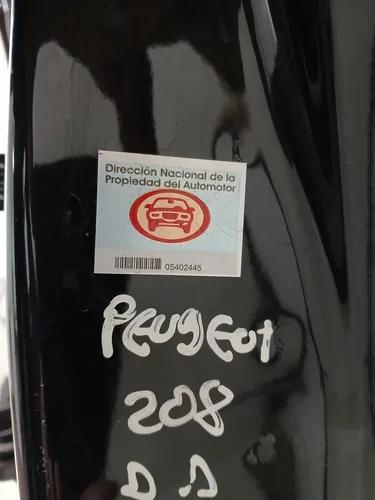 Dirección Nacional de la
Propiedad del Automotor
05402445
PEUGEOT
208
D.D